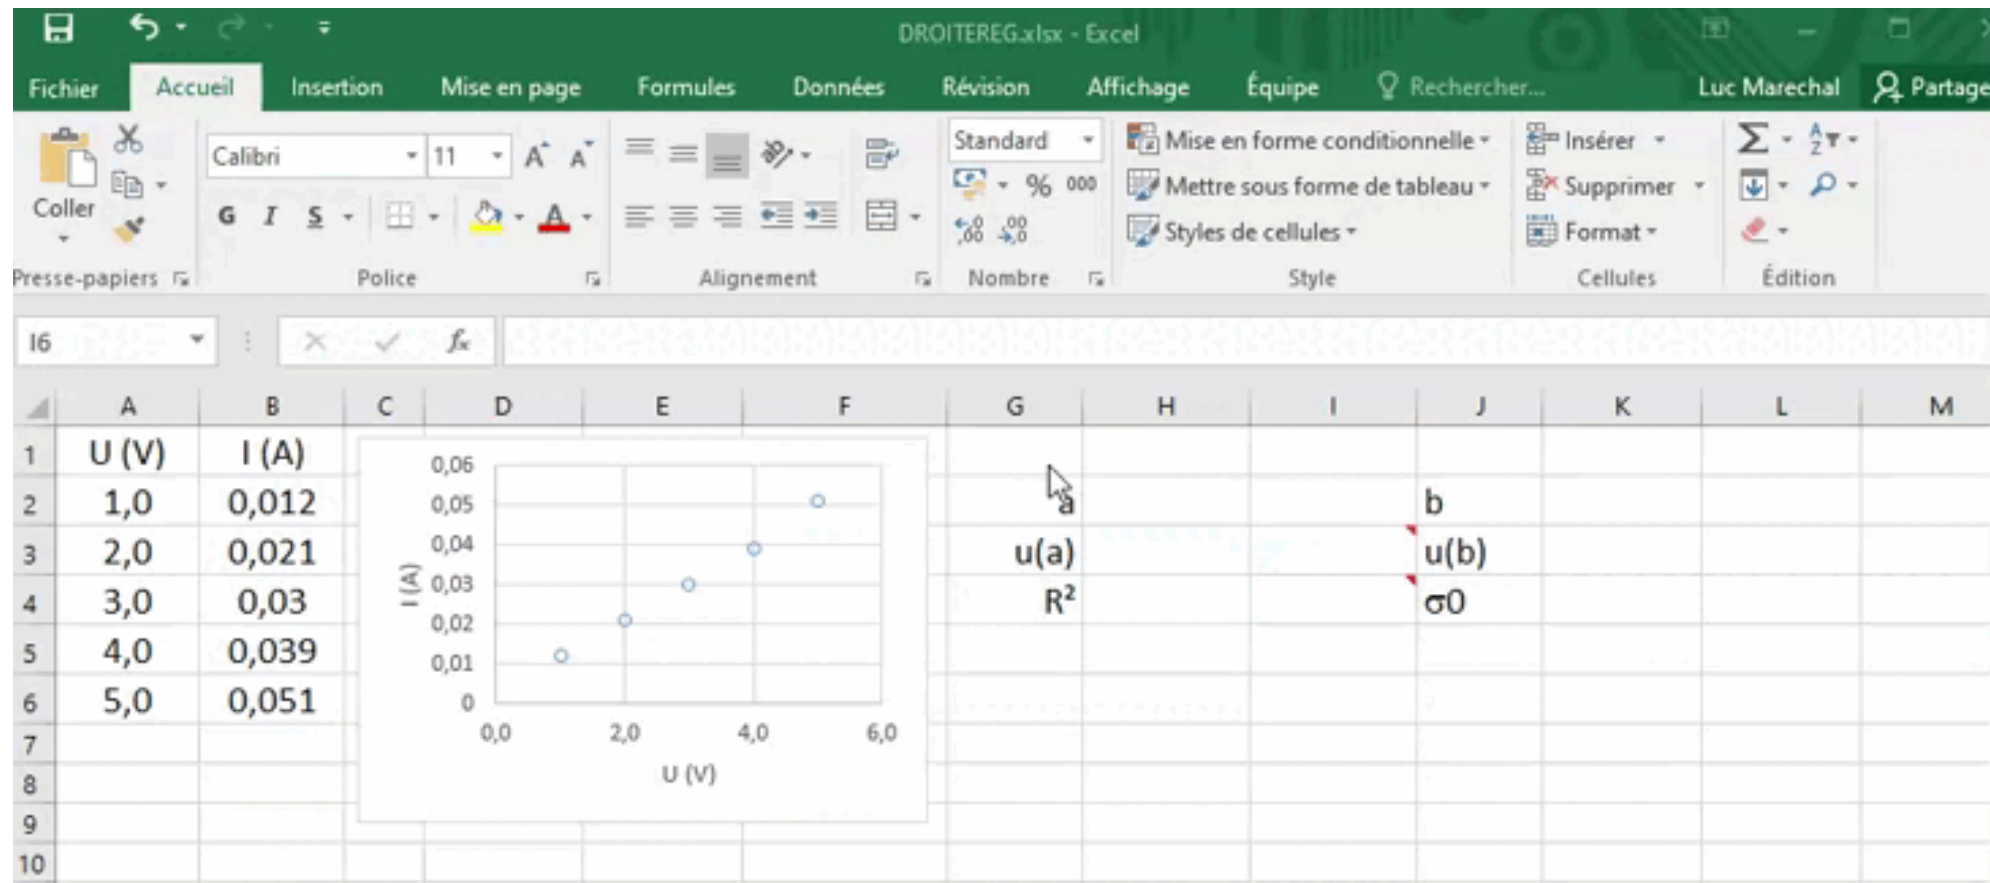 DROITEREG.xlsx - Excel
Fichier Accueil Insertion Mise en page Formules Données Révision Affichage Équipe Rechercher... Luc Marechal Partage
Coller
Calibri 11 A A
G I S A
Standard
% 000
,00 ,00
,0
Mise en forme conditionnelle
Mettre sous forme de tableau
Styles de cellules
Insérer
Supprimer
Format
Σ A Z
Presse-papiers Police Alignement Nombre Style Cellules Édition
I6 fx
A B C D E F G H I J K L M
1 U (V) I (A)
2 1,0 0,012 a b
3 2,0 0,021 u(a) u(b)
4 3,0 0,03 R² σ0
5 4,0 0,039
6 5,0 0,051
7
8
9
10
0,06
0,05
0,04
0,03
0,02
0,01
0
I (A)
0,0 2,0 4,0 6,0
U (V)